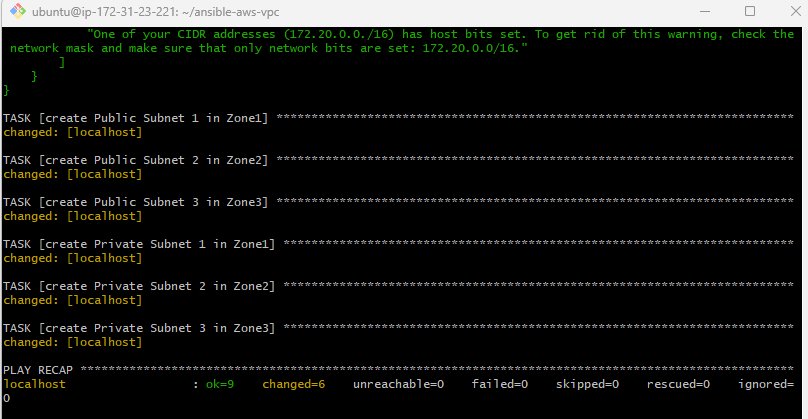 ubuntu@ip-172-31-23-221: ~/ansible-aws-vpc
"One of your CIDR addresses (172.20.0.0./16) has host bits set. To get rid of this warning, check the
network mask and make sure that only network bits are set: 172.20.0.0/16."
]
}
}
TASK [create Public Subnet 1 in Zone1] **************************************************************************
changed: [localhost]
TASK [create Public Subnet 2 in Zone2] **************************************************************************
changed: [localhost]
TASK [create Public Subnet 3 in Zone3] **************************************************************************
changed: [localhost]
TASK [create Private Subnet 1 in Zone1] *************************************************************************
changed: [localhost]
TASK [create Private Subnet 2 in Zone2] *************************************************************************
changed: [localhost]
TASK [create Private Subnet 3 in Zone3] *************************************************************************
changed: [localhost]
PLAY RECAP ******************************************************************************************************
localhost : ok=9 changed=6 unreachable=0 failed=0 skipped=0 rescued=0 ignored=
0